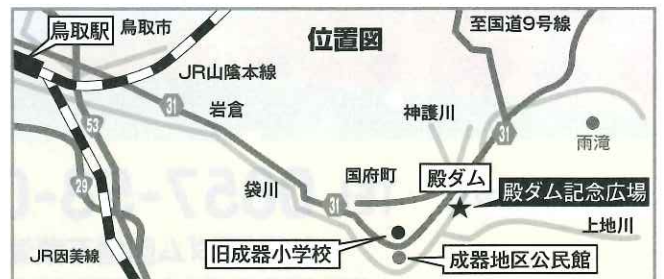 鳥取駅
鳥取市
位置図
至国道9号線
JR山陰本線
31
岩倉
神護川
31
53
雨滝
29
袋川
国府町
殿ダム
31
殿ダム記念広場
上地川
旧成器小学校
JR因美線
成器地区公民館